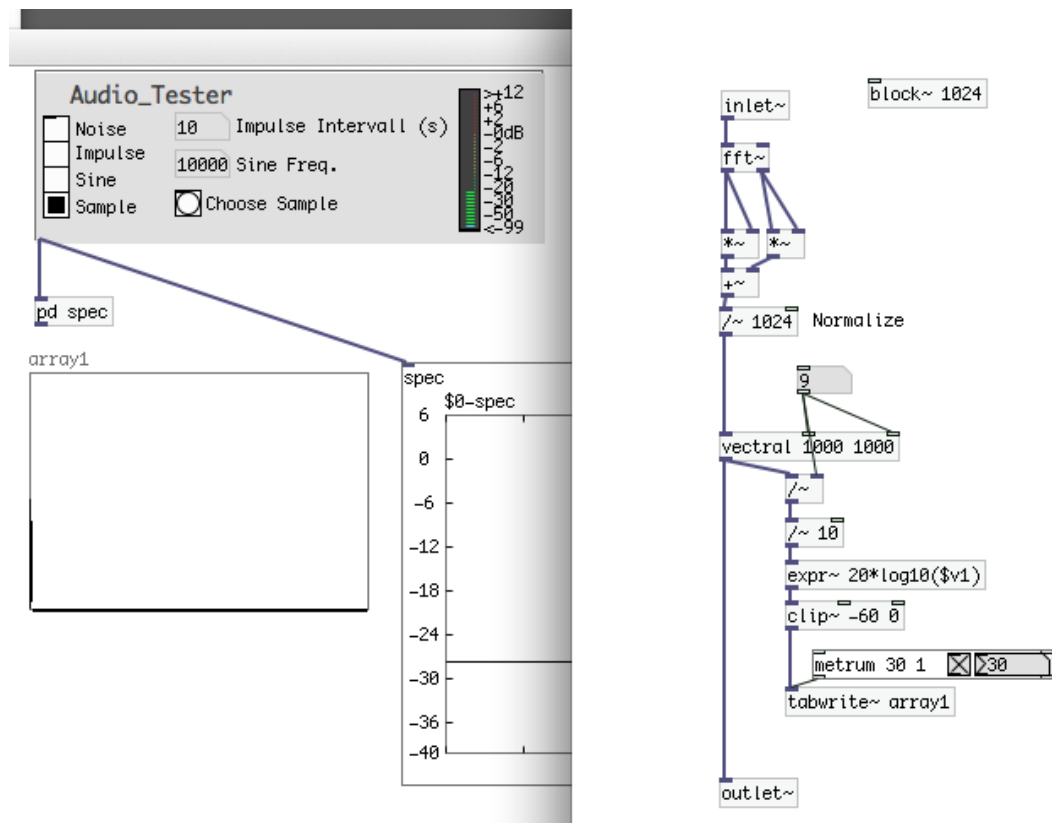 Audio_Tester
Noise
Impulse
Sine
Sample
10 Impulse Intervall (s)
10000 Sine Freq.
Choose Sample
>+12
+6
+2
-0dB
-2
-6
-12
-20
-30
-50
<-99
pd spec
array1
spec
$0-spec
6
0
-6
-12
-18
-24
-30
-36
-40
inlet~
block~ 1024
fft~
*~ *~
+~
/~ 1024 Normalize
9
vectral 1000 1000
/~
/~ 10
expr~ 20*log10($v1)
clip~ -60 0
metrum 30 1 30
tabwrite~ array1
outlet~